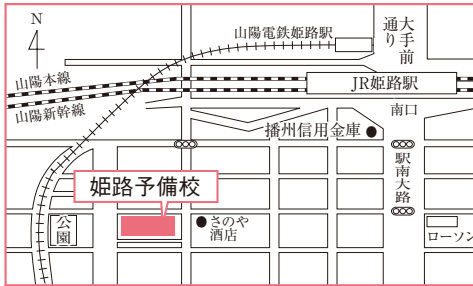 N
山陽電鉄姫路駅
大手前
通り
山陽本線
山陽新幹線
JR姫路駅
南口
播州信用金庫
駅南大路
姫路予備校
公園
さのや
酒店
ローソン